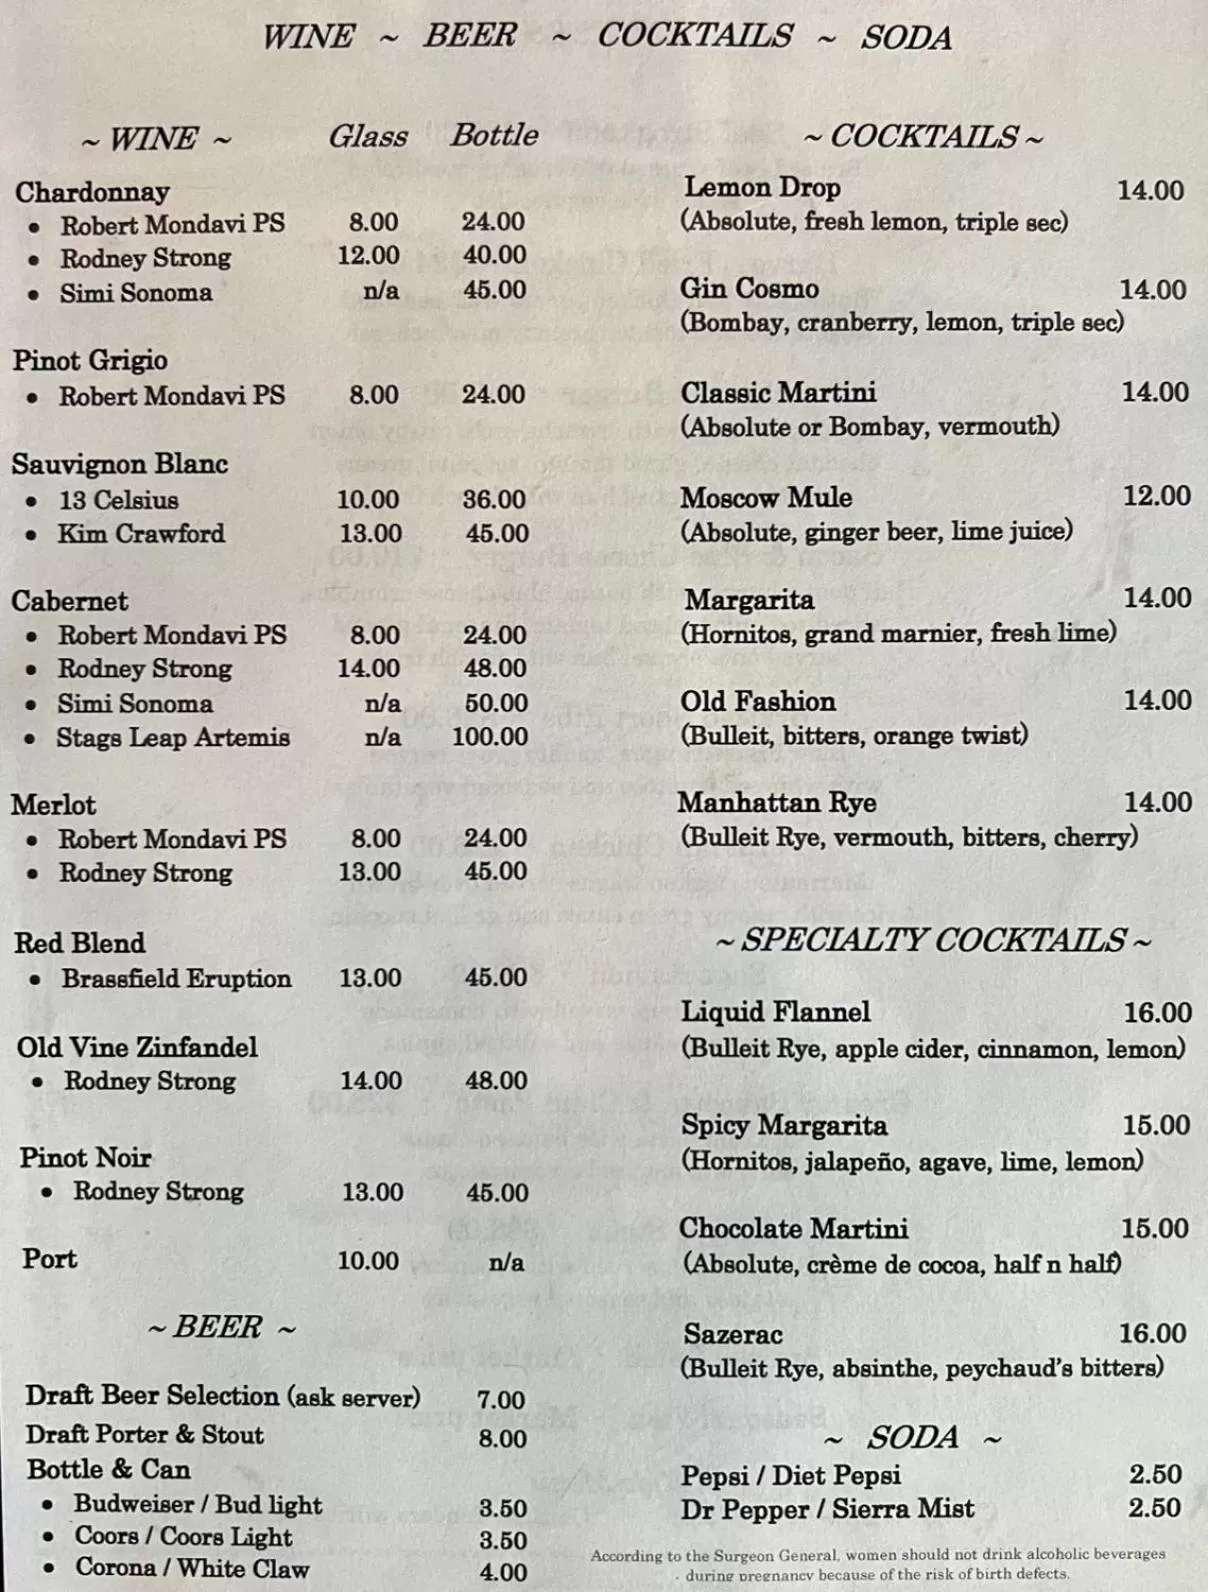 WINE ~ BEER ~ COCKTAILS ~ SODA
~ WINE ~ Glass Bottle
Chardonnay
• Robert Mondavi PS 8.00 24.00
• Rodney Strong 12.00 40.00
• Simi Sonoma n/a 45.00
Pinot Grigio
• Robert Mondavi PS 8.00 24.00
Sauvignon Blanc
• 13 Celsius 10.00 36.00
• Kim Crawford 13.00 45.00
Cabernet
• Robert Mondavi PS 8.00 24.00
• Rodney Strong 14.00 48.00
• Simi Sonoma n/a 50.00
• Stags Leap Artemis n/a 100.00
Merlot
• Robert Mondavi PS 8.00 24.00
• Rodney Strong 13.00 45.00
Red Blend
• Brassfield Eruption 13.00 45.00
Old Vine Zinfandel
• Rodney Strong 14.00 48.00
Pinot Noir
• Rodney Strong 13.00 45.00
Port 10.00 n/a
~ BEER ~
Draft Beer Selection (ask server) 7.00
Draft Porter & Stout 8.00
Bottle & Can
• Budweiser / Bud light 3.50
• Coors / Coors Light 3.50
• Corona / White Claw 4.00
~ COCKTAILS ~
Lemon Drop 14.00
(Absolute, fresh lemon, triple sec)
Gin Cosmo 14.00
(Bombay, cranberry, lemon, triple sec)
Classic Martini 14.00
(Absolute or Bombay, vermouth)
Moscow Mule 12.00
(Absolute, ginger beer, lime juice)
Margarita 14.00
(Hornitos, grand marnier, fresh lime)
Old Fashion 14.00
(Bulleit, bitters, orange twist)
Manhattan Rye 14.00
(Bulleit Rye, vermouth, bitters, cherry)
~ SPECIALTY COCKTAILS ~
Liquid Flannel 16.00
(Bulleit Rye, apple cider, cinnamon, lemon)
Spicy Margarita 15.00
(Hornitos, jalapeño, agave, lime, lemon)
Chocolate Martini 15.00
(Absolute, crème de cocoa, half n half)
Sazerac 16.00
(Bulleit Rye, absinthe, peychaud's bitters)
~ SODA ~
Pepsi / Diet Pepsi 2.50
Dr Pepper / Sierra Mist 2.50
According to the Surgeon General, women should not drink alcoholic beverages
during pregnancy because of the risk of birth defects.